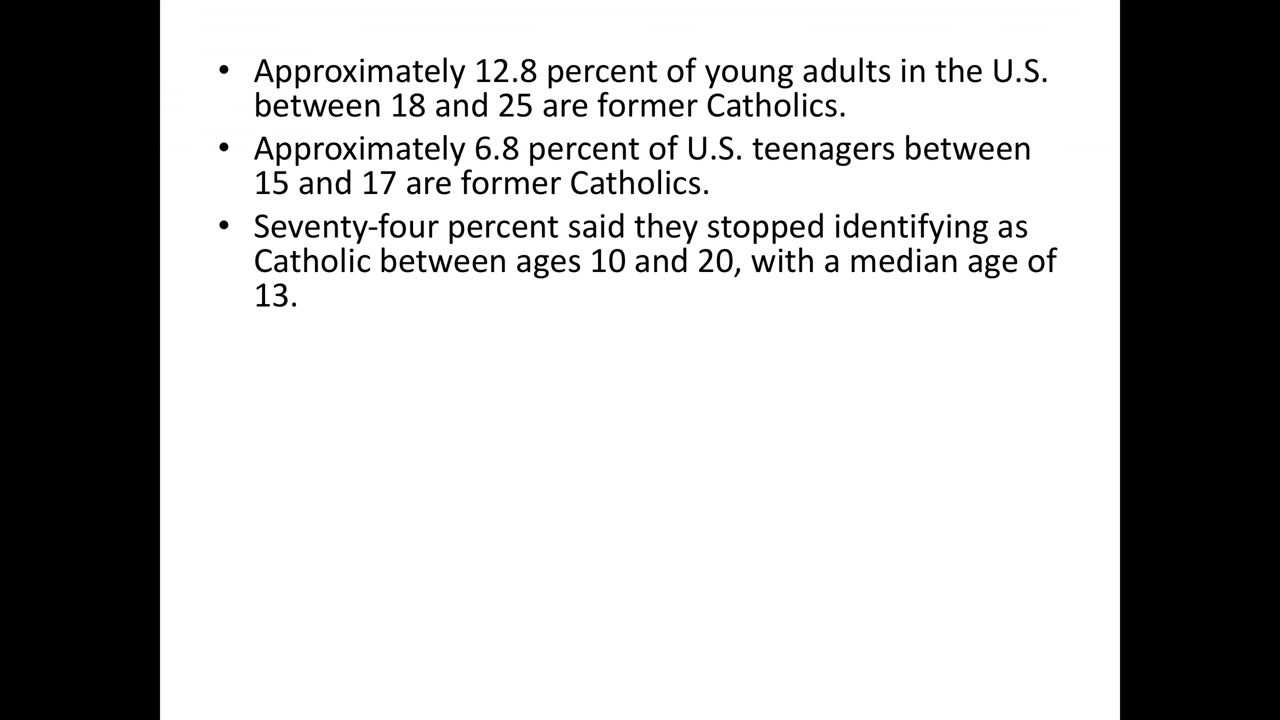 • Approximately 12.8 percent of young adults in the U.S.
between 18 and 25 are former Catholics.
• Approximately 6.8 percent of U.S. teenagers between
15 and 17 are former Catholics.
• Seventy-four percent said they stopped identifying as
Catholic between ages 10 and 20, with a median age of
13.